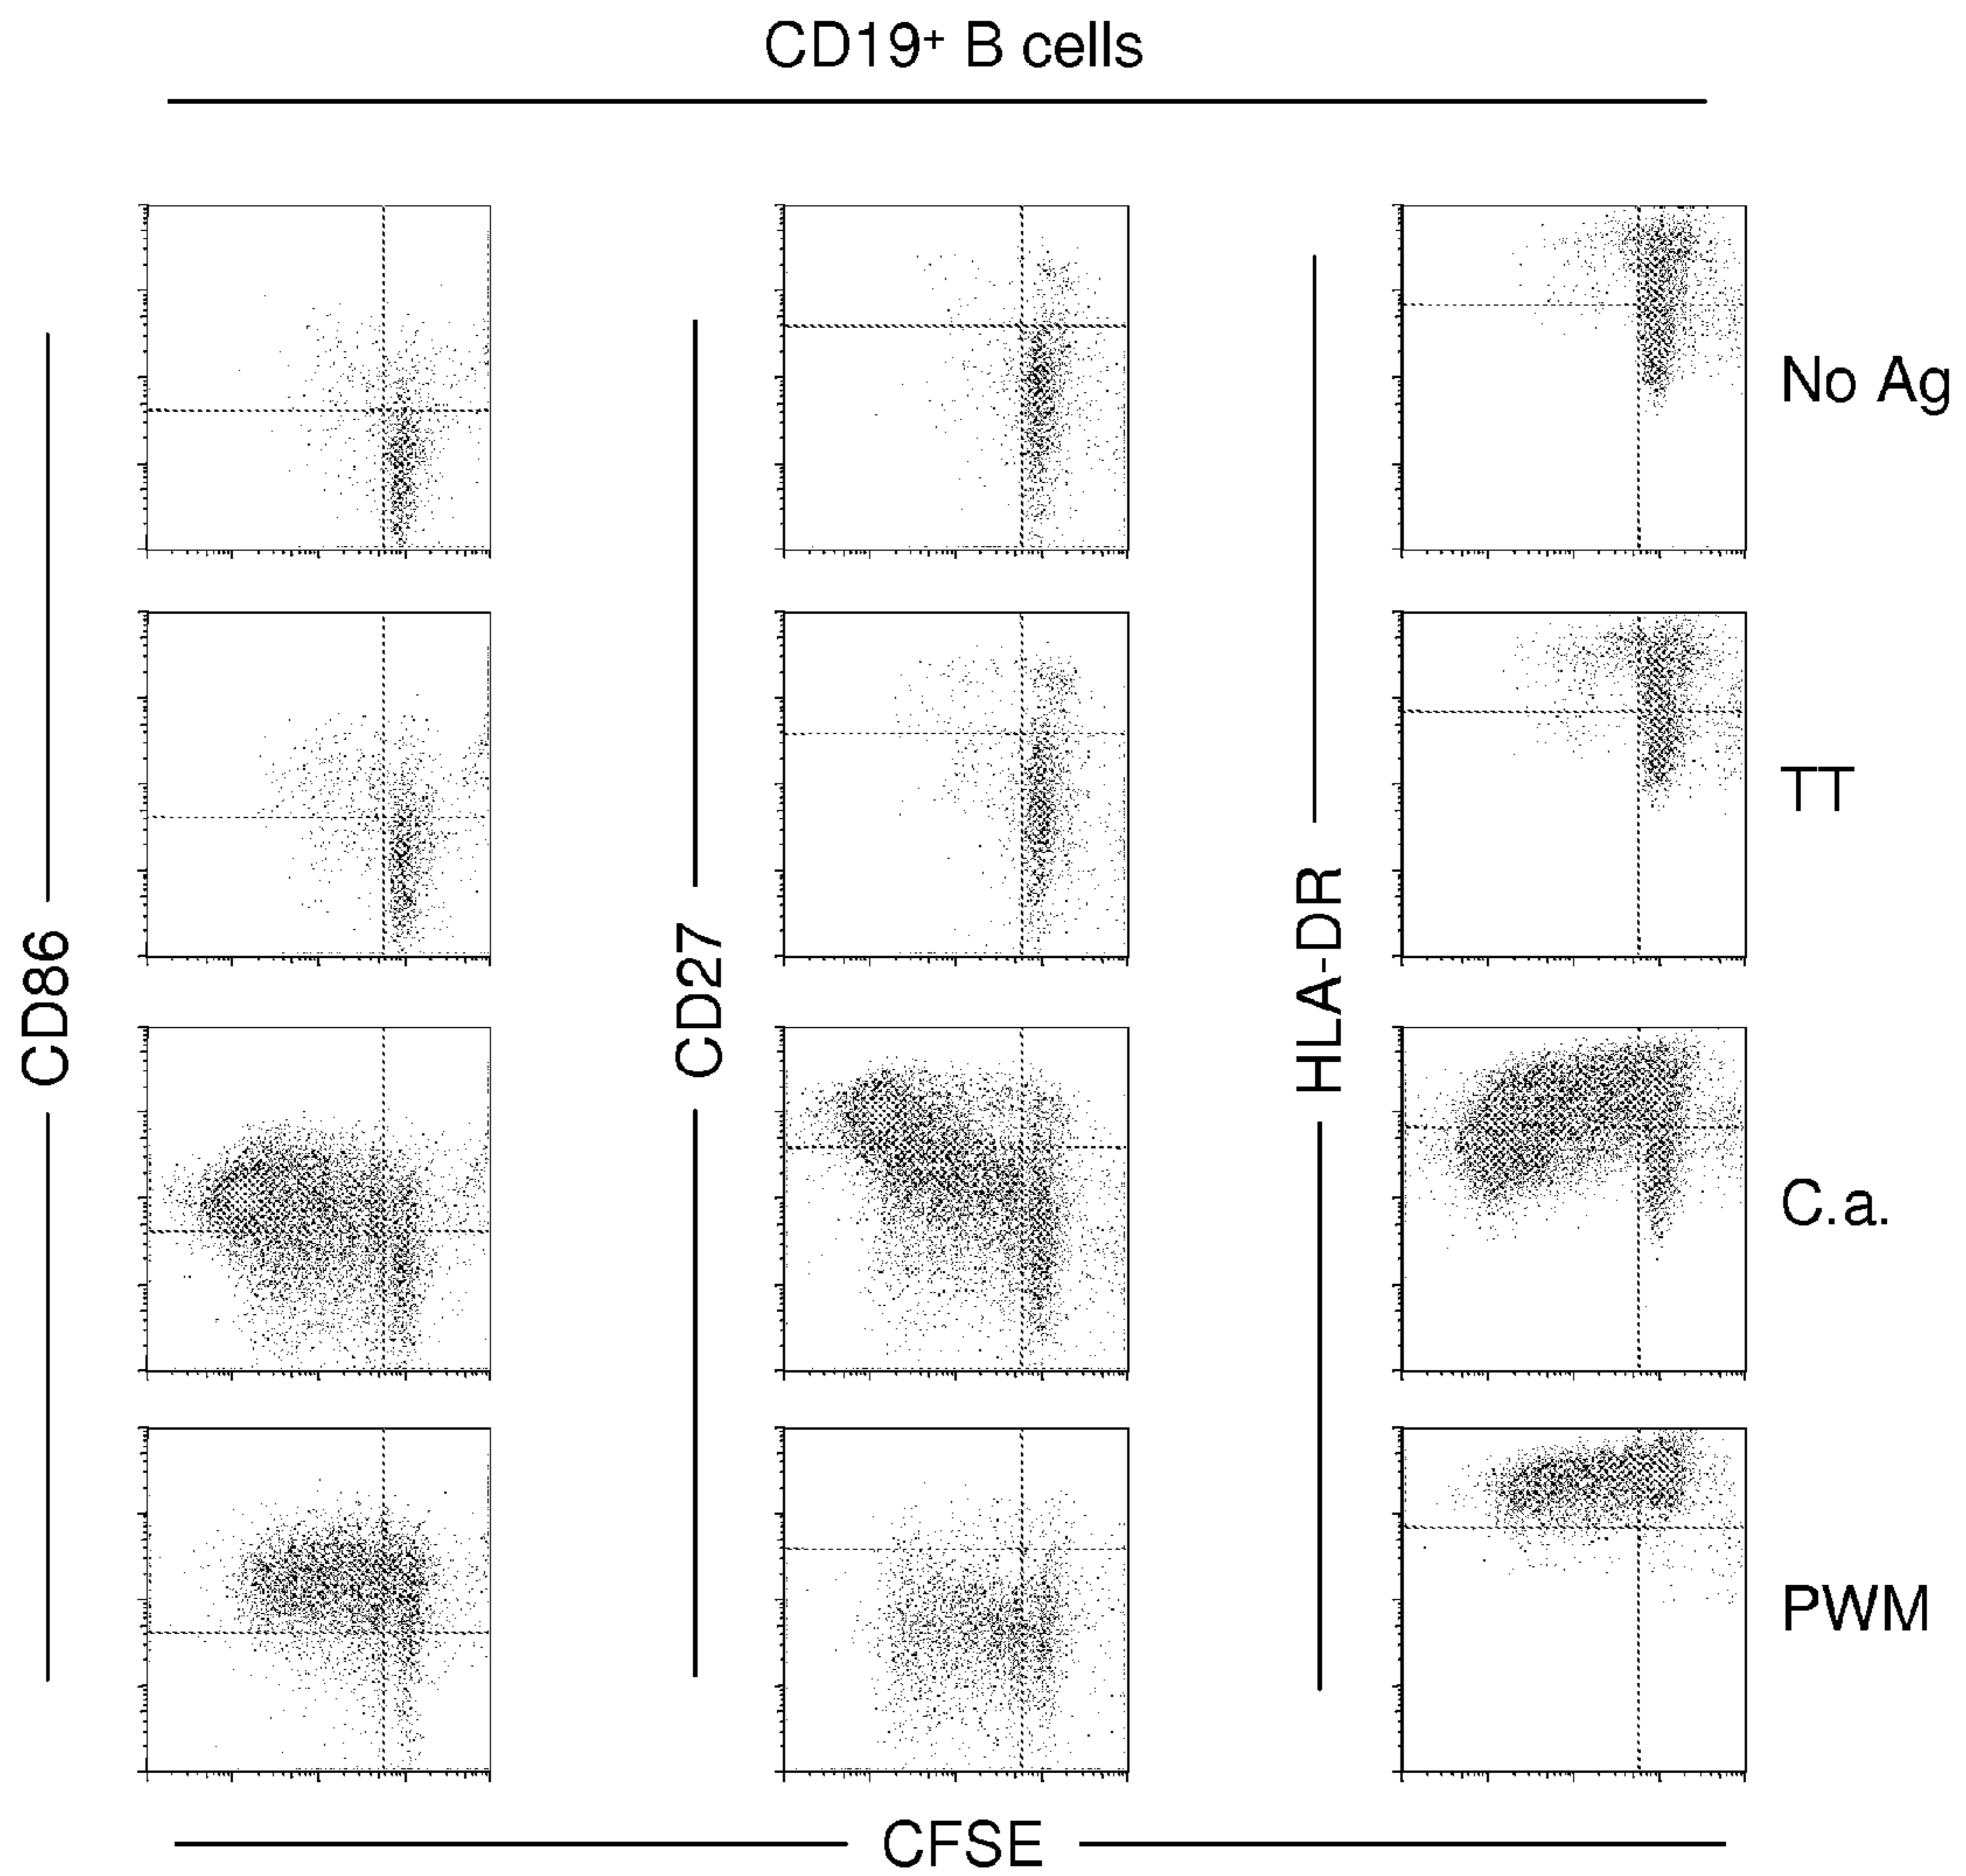 CD19⁺ B cells
No Ag
TT
C.a.
PWM
CD86
CD27
HLA-DR
CFSE